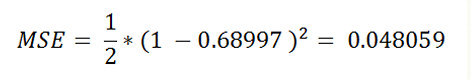 MSE = 1/2 * (1 − 0.68997 )² = 0.048059